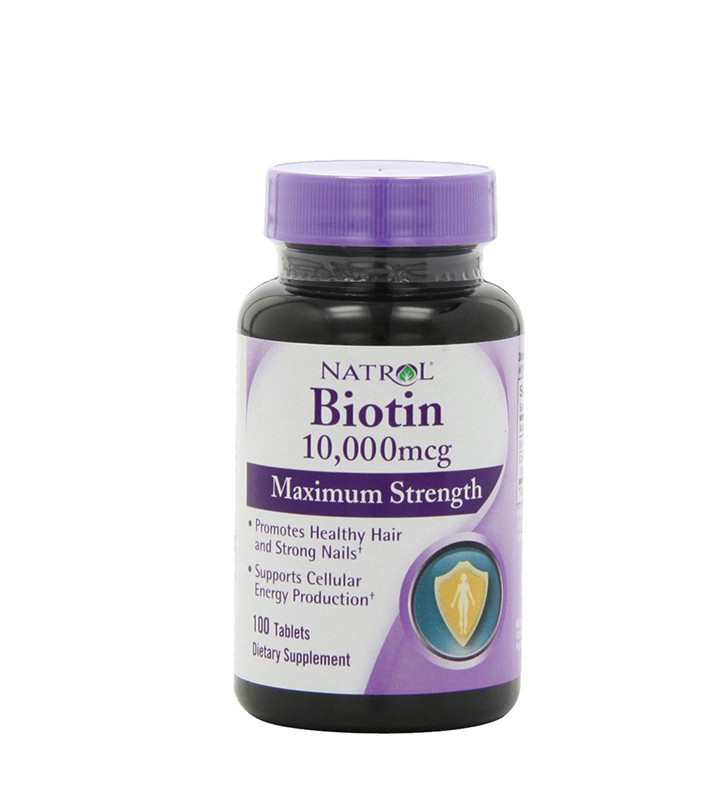 NATROL®
Biotin
10,000mcg
Maximum Strength
• Promotes Healthy Hair
and Strong Nails†
• Supports Cellular
Energy Production†
100 Tablets
Dietary Supplement